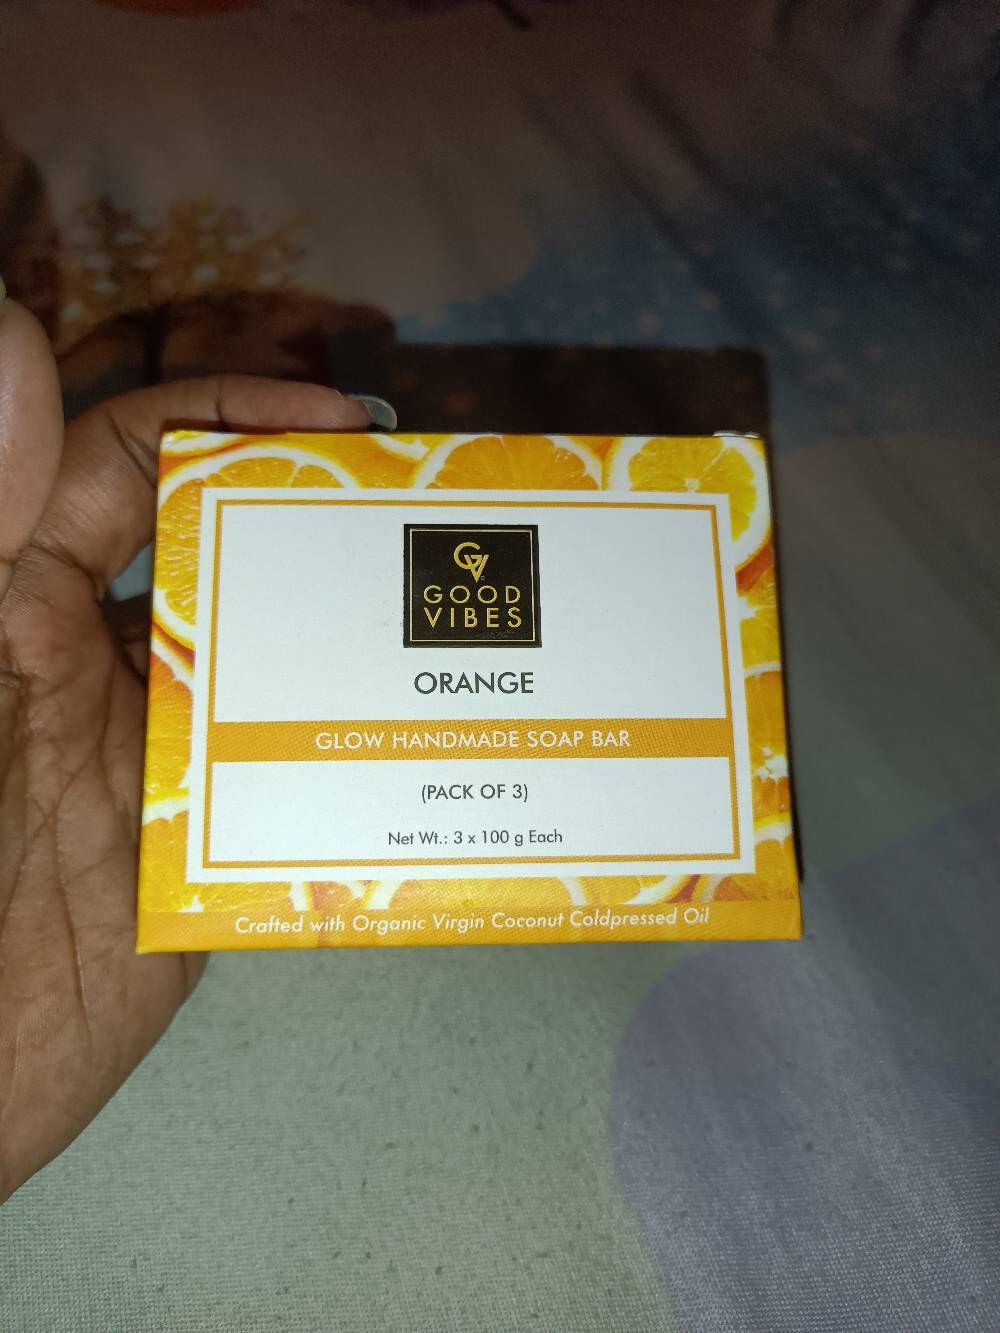 GV
GOOD
VIBES
ORANGE
GLOW HANDMADE SOAP BAR
(PACK OF 3)
Net Wt.: 3 x 100 g Each
Crafted with Organic Virgin Coconut Coldpressed Oil